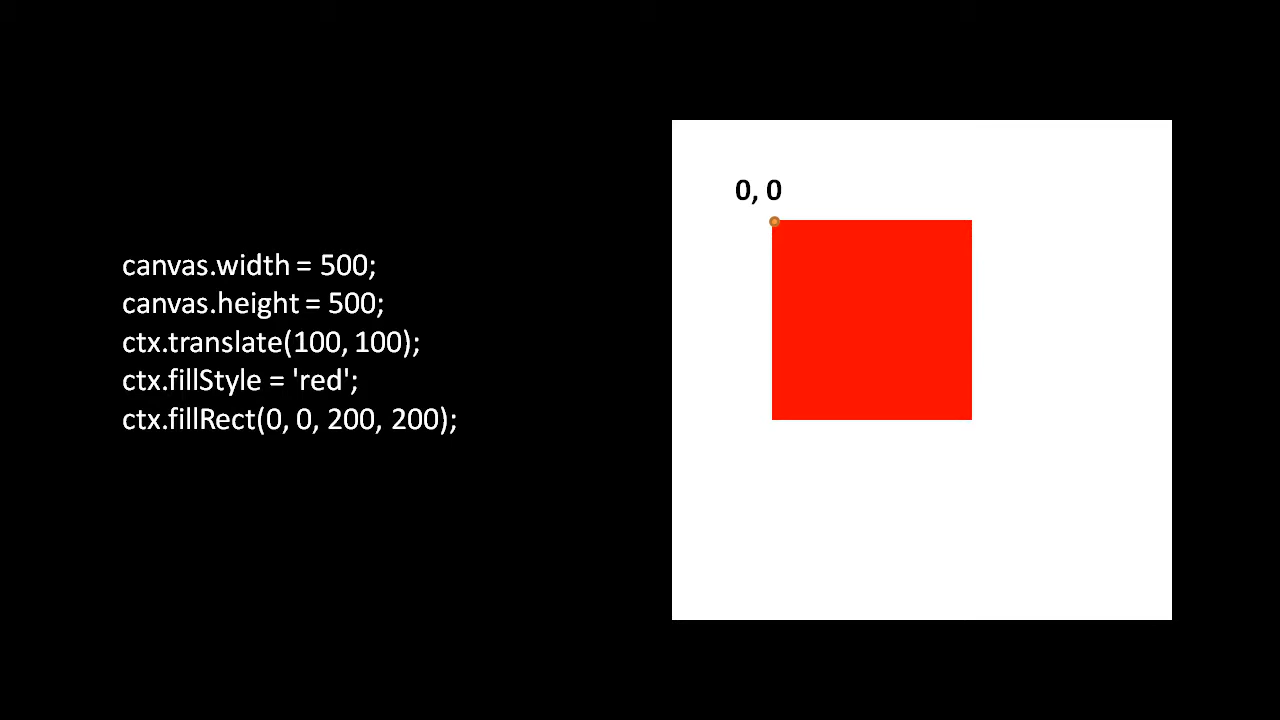 canvas.width = 500;
canvas.height = 500;
ctx.translate(100, 100);
ctx.fillStyle = 'red';
ctx.fillRect(0, 0, 200, 200);
0, 0